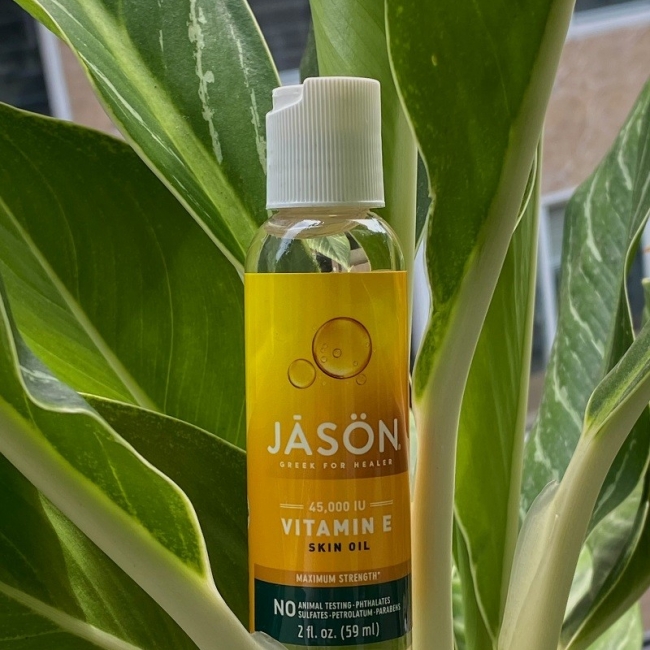 JĀSÖN
GREEK FOR HEALER
45,000 IU
VITAMIN E
SKIN OIL
MAXIMUM STRENGTH*
NO ANIMAL TESTING • PHTHALATES
SULFATES • PETROLATUM • PARABENS
2 fl. oz. (59 ml)